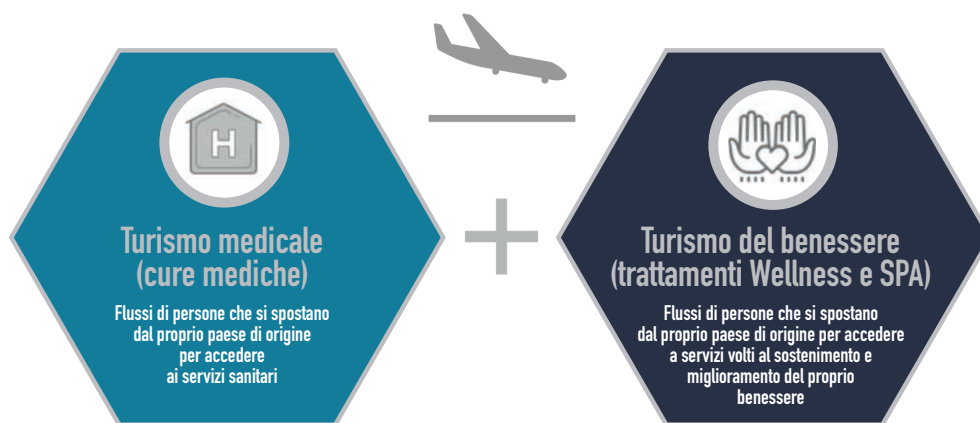 H
Turismo medicale
(cure mediche)
Flussi di persone che si spostano
dal proprio paese di origine
per accedere
ai servizi sanitari
+
Turismo del benessere
(trattamenti Wellness e SPA)
Flussi di persone che si spostano
dal proprio paese di origine per accedere
a servizi volti al sostenimento e
miglioramento del proprio
benessere